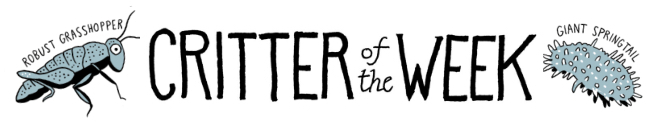 ROBUST GRASSHOPPER
CRITTER of the WEEK
GIANT SPRINGTAIL